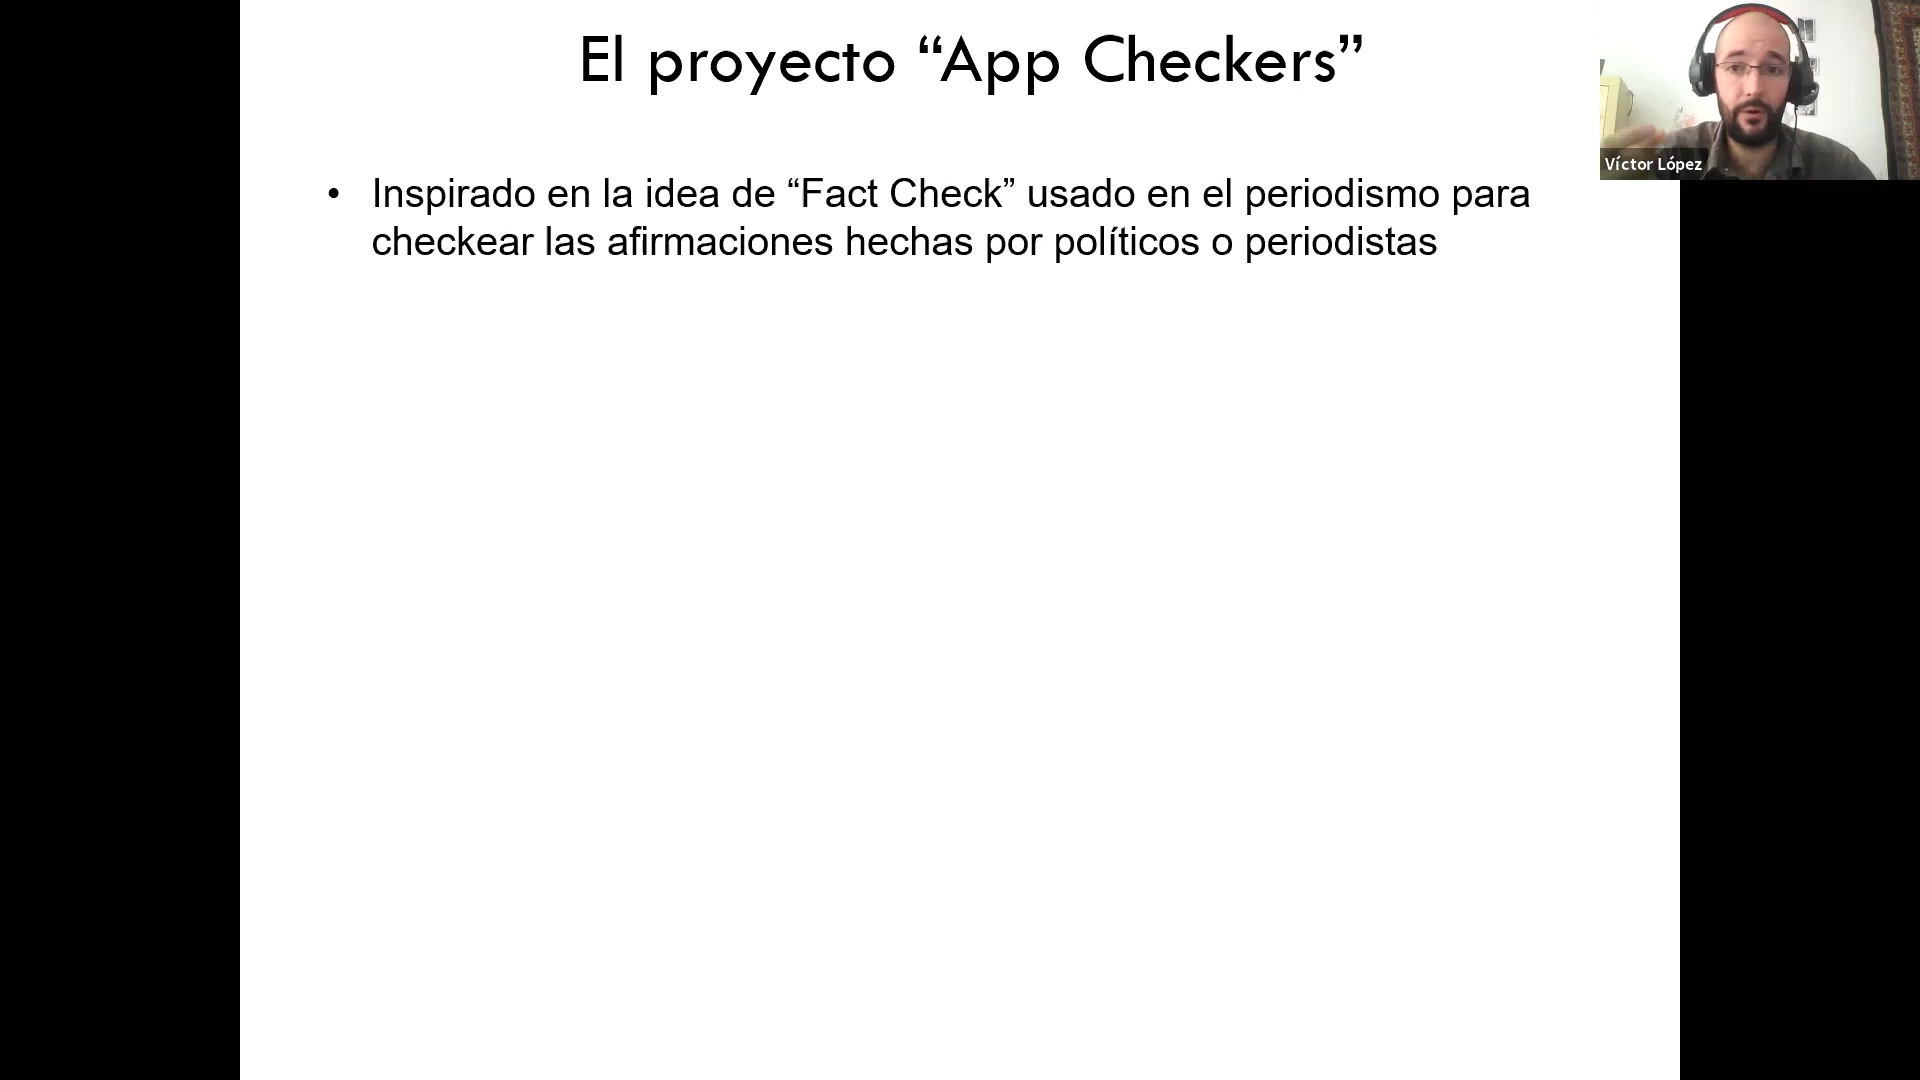 El proyecto “App Checkers”
Víctor López
• Inspirado en la idea de “Fact Check” usado en el periodismo para
checkear las afirmaciones hechas por políticos o periodistas